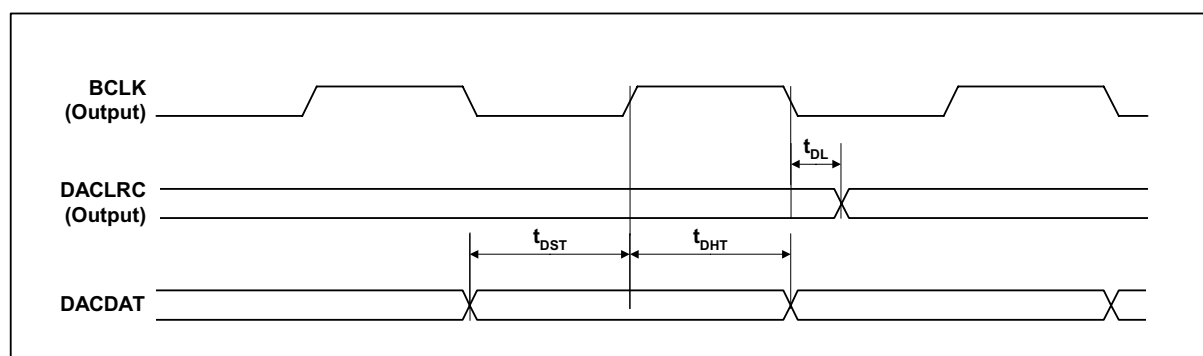 BCLK
(Output)
t_DL
DACLRC
(Output)
t_DST t_DHT
DACDAT